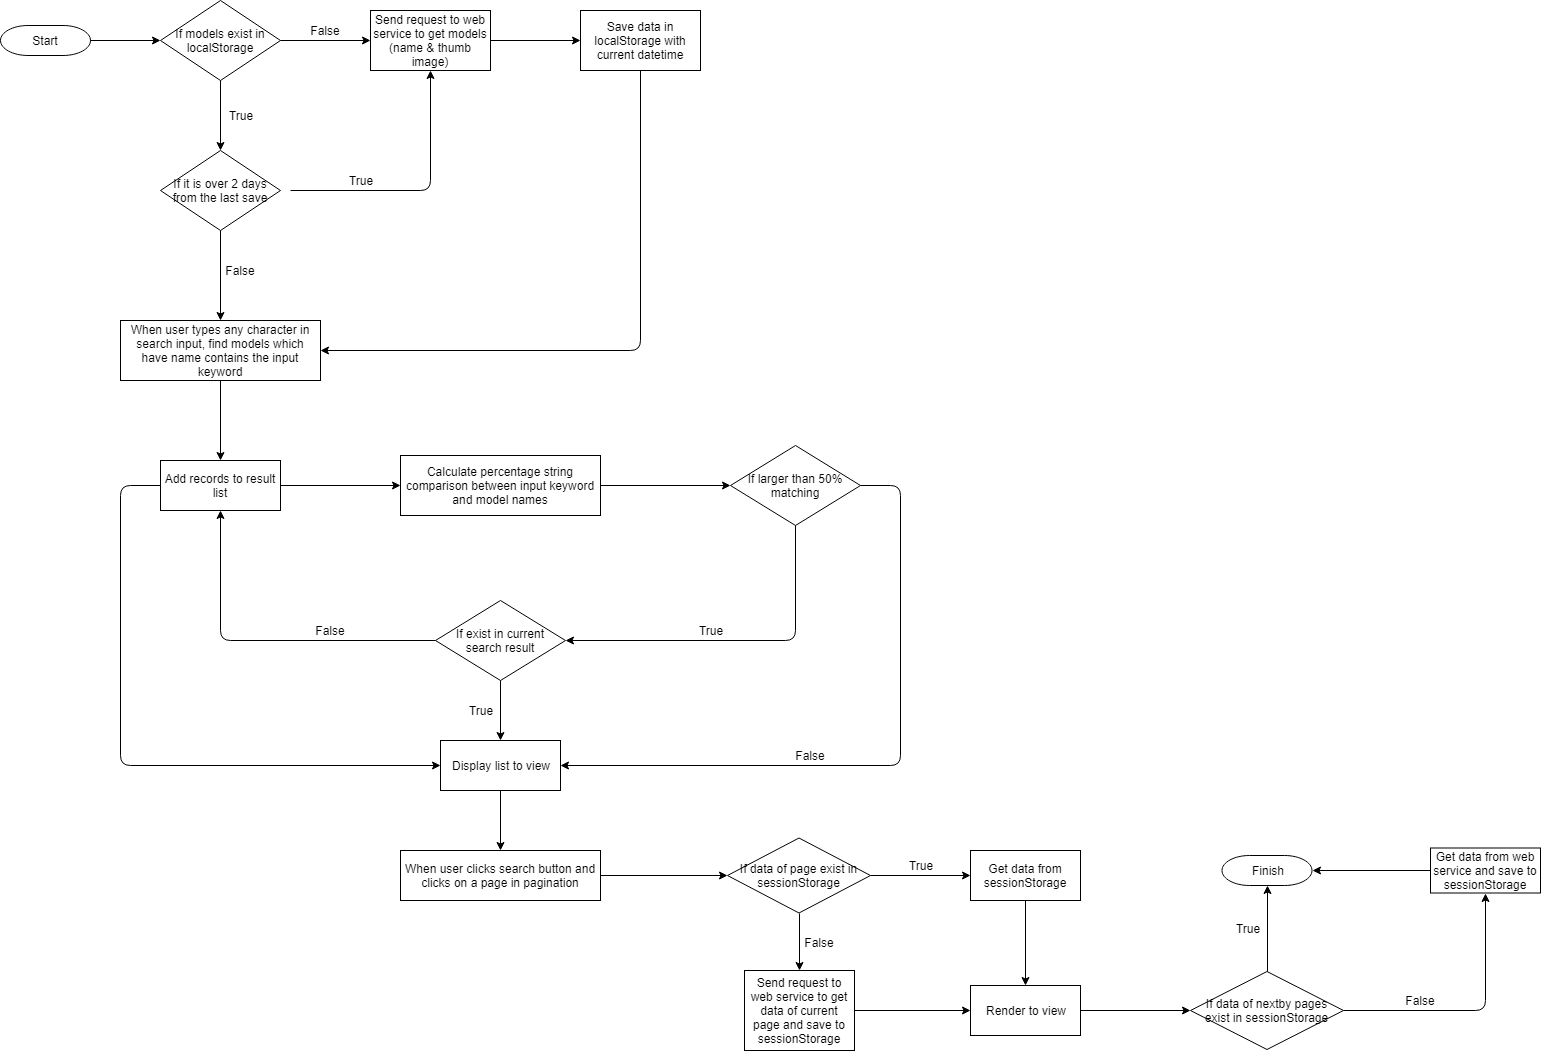 Start
If models exist in
localStorage
False
Send request to web
service to get models
(name & thumb
image)
Save data in
localStorage with
current datetime
True
If it is over 2 days
from the last save
True
False
When user types any character in
search input, find models which
have name contains the input
keyword
Add records to result
list
Calculate percentage string
comparison between input keyword
and model names
If larger than 50%
matching
If exist in current
search result
False
True
True
False
Display list to view
When user clicks search button and
clicks on a page in pagination
If data of page exist in
sessionStorage
True
Get data from
sessionStorage
False
Send request to
web service to get
data of current
page and save to
sessionStorage
Render to view
If data of nextby pages
exist in sessionStorage
True
False
Finish
Get data from web
service and save to
sessionStorage